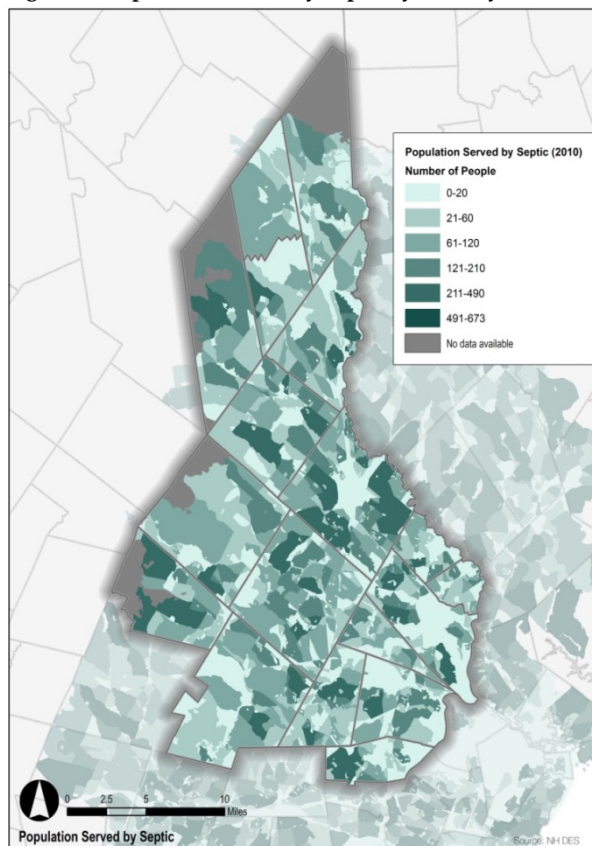 Population Served by Septic (2010)
Number of People
0-20
21-60
61-120
121-210
211-490
491-673
No data available
0 2.5 5 10
Miles
Population Served by Septic
Source: NH DES